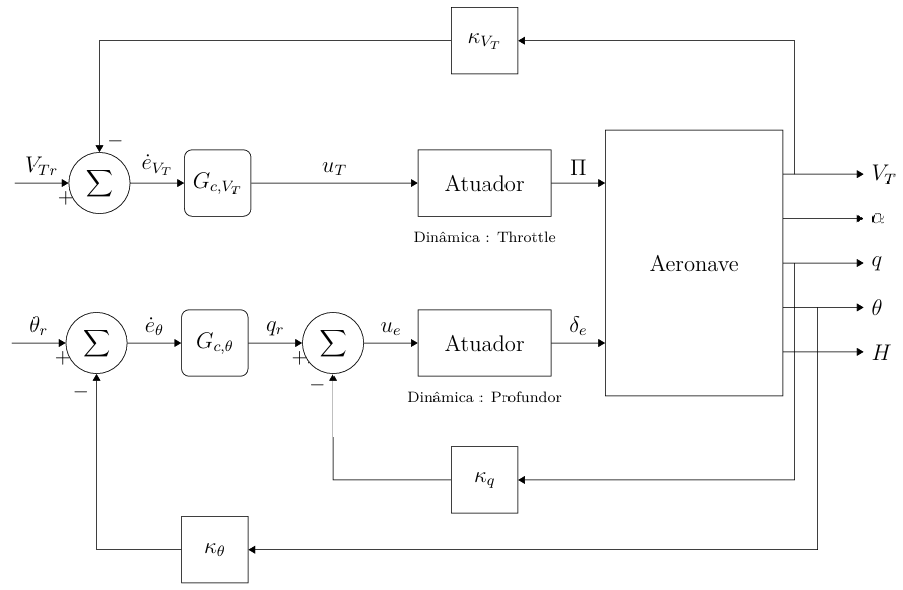 κ_{V_T}
−
V_{Tr}
+
Σ
ė_{V_T}
G_{c,V_T}
u_T
Atuador
Π
Dinâmica : Throttle
V_T
α
Aeronave
q
θ
H
θ_r
+
−
Σ
ė_θ
G_{c,θ}
q_r
+
−
Σ
u_e
Atuador
δ_e
Dinâmica : Profundor
κ_q
κ_θ